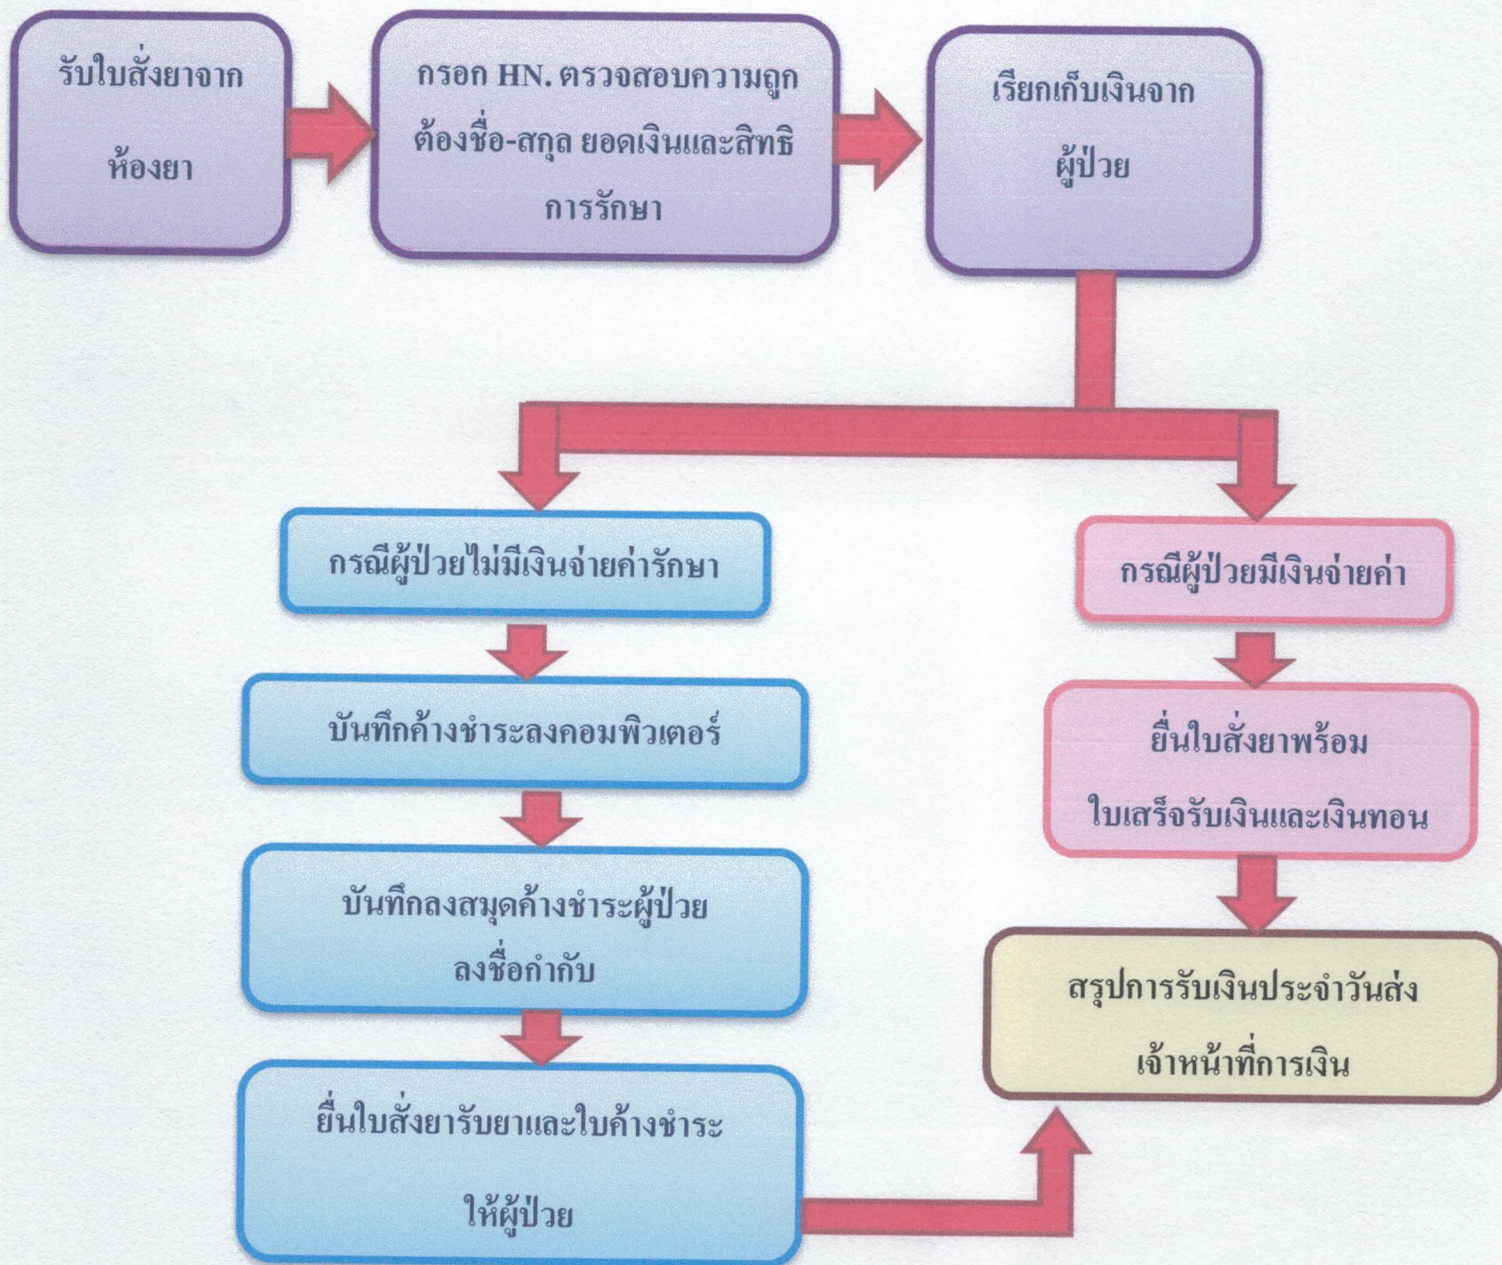 รับใบสั่งยาจาก
ห้องยา
กรอก HN. ตรวจสอบความถูก
ต้องชื่อ-สกุล ยอดเงินและสิทธิ
การรักษา
เรียกเก็บเงินจาก
ผู้ป่วย
กรณีผู้ป่วยไม่มีเงินจ่ายค่ารักษา
บันทึกค้างชำระลงคอมพิวเตอร์
บันทึกลงสมุดค้างชำระผู้ป่วย
ลงชื่อกำกับ
ยื่นใบสั่งยารับยาและใบค้างชำระ
ให้ผู้ป่วย
กรณีผู้ป่วยมีเงินจ่ายค่า
ยื่นใบสั่งยาพร้อม
ใบเสร็จรับเงินและเงินทอน
สรุปการรับเงินประจำวันส่ง
เจ้าหน้าที่การเงิน